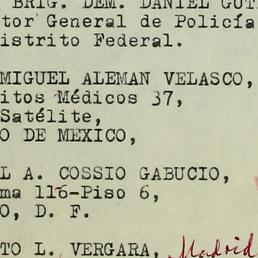 BRIG. DEM. DANIEL GUT
tor General de Policía
istrito Federal.
MIGUEL ALEMAN VELASCO,
itos Médicos 37,
Satélite,
O DE MEXICO,
L A. COSSIO GABUCIO,
ma 116-Piso 6,
O, D. F.
TO L. VERGARA, Madrid